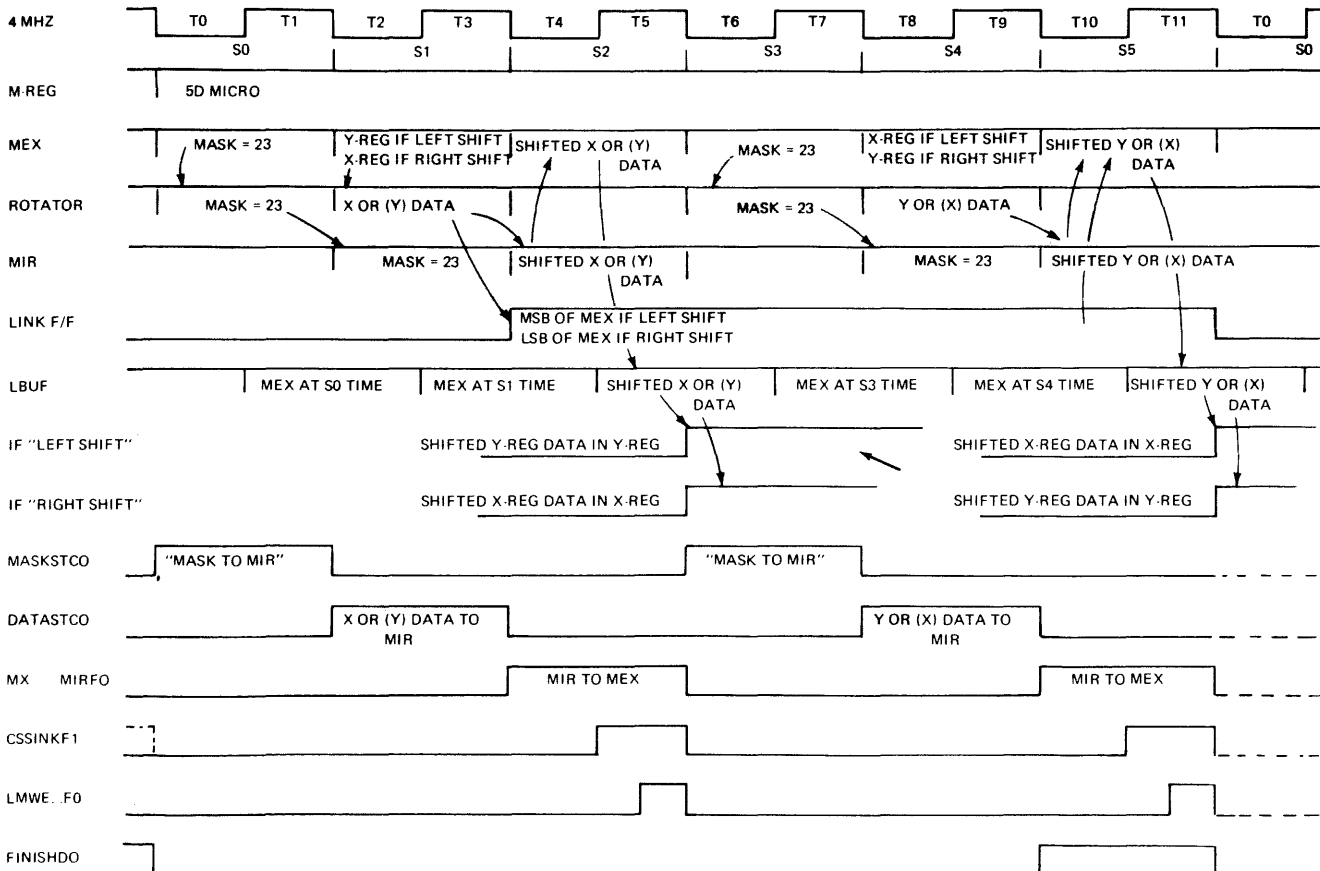 4 MHZ T0 T1 T2 T3 T4 T5 T6 T7 T8 T9 T10 T11 T0
S0 S1 S2 S3 S4 S5 S0
M-REG 5D MICRO
MEX MASK = 23 Y-REG IF LEFT SHIFT SHIFTED X OR (Y) MASK = 23 X-REG IF LEFT SHIFT SHIFTED Y OR (X)
X-REG IF RIGHT SHIFT DATA Y-REG IF RIGHT SHIFT DATA
ROTATOR MASK = 23 X OR (Y) DATA MASK = 23 Y OR (X) DATA
MIR MASK = 23 SHIFTED X OR (Y) MASK = 23 SHIFTED Y OR (X) DATA
DATA
LINK F/F MSB OF MEX IF LEFT SHIFT
LSB OF MEX IF RIGHT SHIFT
LBUF MEX AT S0 TIME MEX AT S1 TIME SHIFTED X OR (Y) MEX AT S3 TIME MEX AT S4 TIME SHIFTED Y OR (X)
DATA DATA
IF "LEFT SHIFT" SHIFTED Y-REG DATA IN Y-REG SHIFTED X-REG DATA IN X-REG
IF "RIGHT SHIFT" SHIFTED X-REG DATA IN X-REG SHIFTED Y-REG DATA IN Y-REG
MASKSTCO "MASK TO MIR" "MASK TO MIR"
DATASTCO X OR (Y) DATA TO Y OR (X) DATA TO
MIR MIR
MX MIRFO MIR TO MEX MIR TO MEX
CSSINKF1
LMWE..F0
FINISHDO